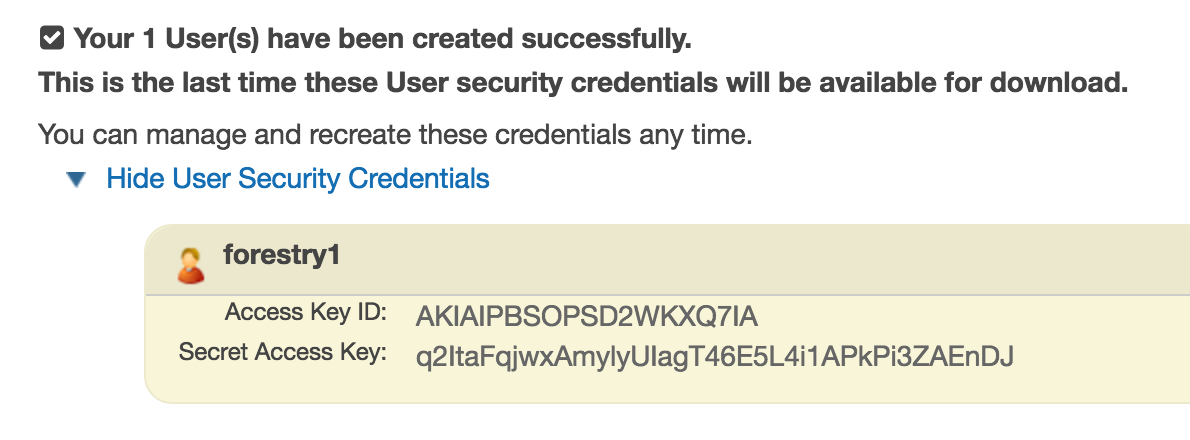 Your 1 User(s) have been created successfully.
This is the last time these User security credentials will be available for download.
You can manage and recreate these credentials any time.
Hide User Security Credentials
forestry1
Access Key ID: AKIAIPBSOPSD2WKXQ7IA
Secret Access Key: